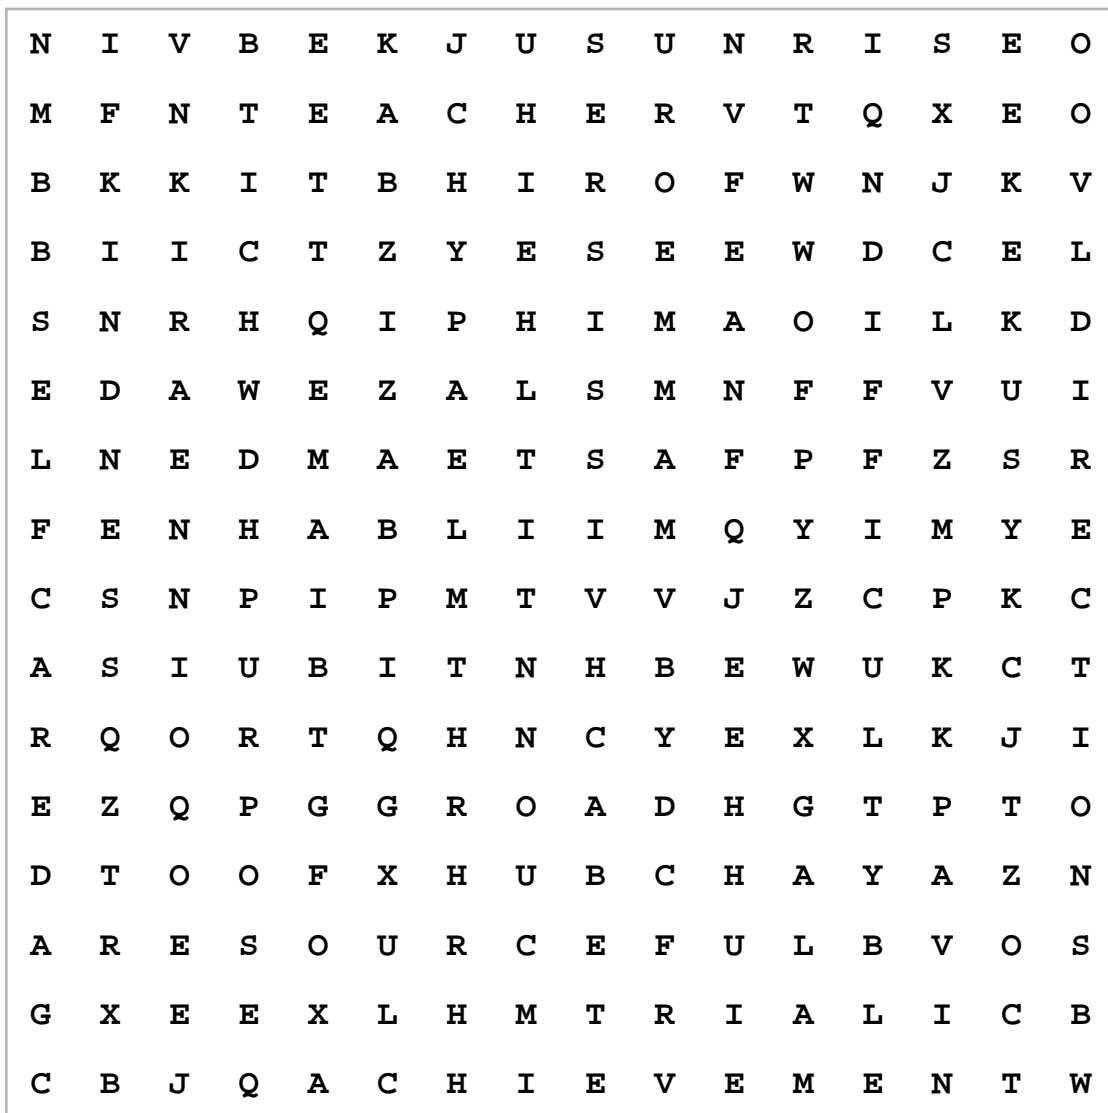 N I V B E K J U S U N R I S E O
M F N T E A C H E R V T Q X E O
B K K I T B H I R O F W N J K V
B I I C T Z Y E S E E W D C E L
S N R H Q I P H I M A O I L K D
E D A W E Z A L S M N F F V U I
L N E D M A E T S A F P F Z S R
F E N H A B L I I M Q Y I M Y E
C S N P I P M T V V J Z C P K C
A S I U B I T N H B E W U K C T
R Q O R T Q H N C Y E X L K J I
E Z Q P G G R O A D H G T P T O
D T O O F X H U B C H A Y A Z N
A R E S O U R C E F U L B V O S
G X E E X L H M T R I A L I C B
C B J Q A C H I E V E M E N T W